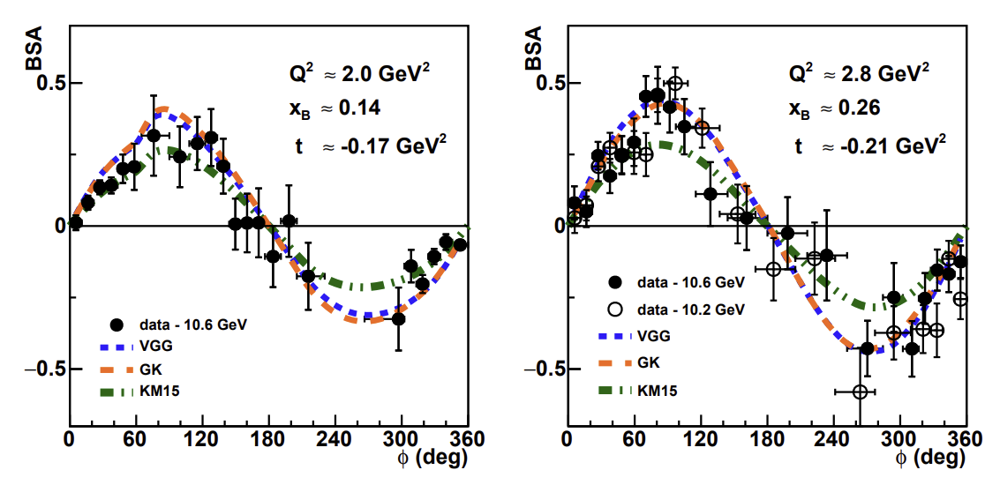 BSA
0.5
0
−0.5
Q² ≈ 2.0 GeV²
x_B ≈ 0.14
t ≈ -0.17 GeV²
data - 10.6 GeV
VGG
GK
KM15
0 60 120 180 240 300 360
ϕ (deg)
BSA
0.5
0
−0.5
Q² ≈ 2.8 GeV²
x_B ≈ 0.26
t ≈ -0.21 GeV²
data - 10.6 GeV
data - 10.2 GeV
VGG
GK
KM15
0 60 120 180 240 300 360
ϕ (deg)